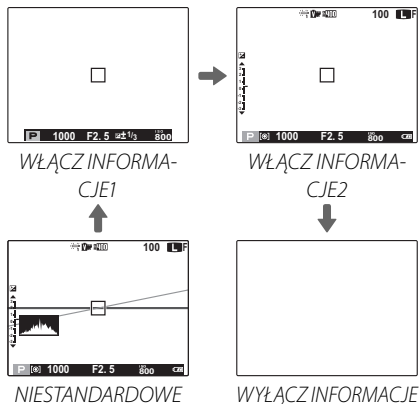 100 L F
P 1000 F2. 5 ±1/3 ISO 800
P 1000 F2. 5 ISO 800
WŁĄCZ INFORMA-
CJE1
WŁĄCZ INFORMA-
CJE2
100 L F
P 1000 F2. 5 ISO 800
NIESTANDARDOWE
WYŁĄCZ INFORMACJE